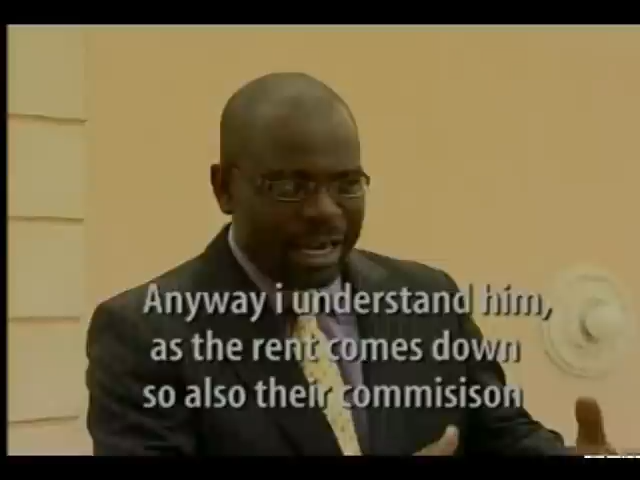 Anyway i understand him,
as the rent comes down
so also their commisison